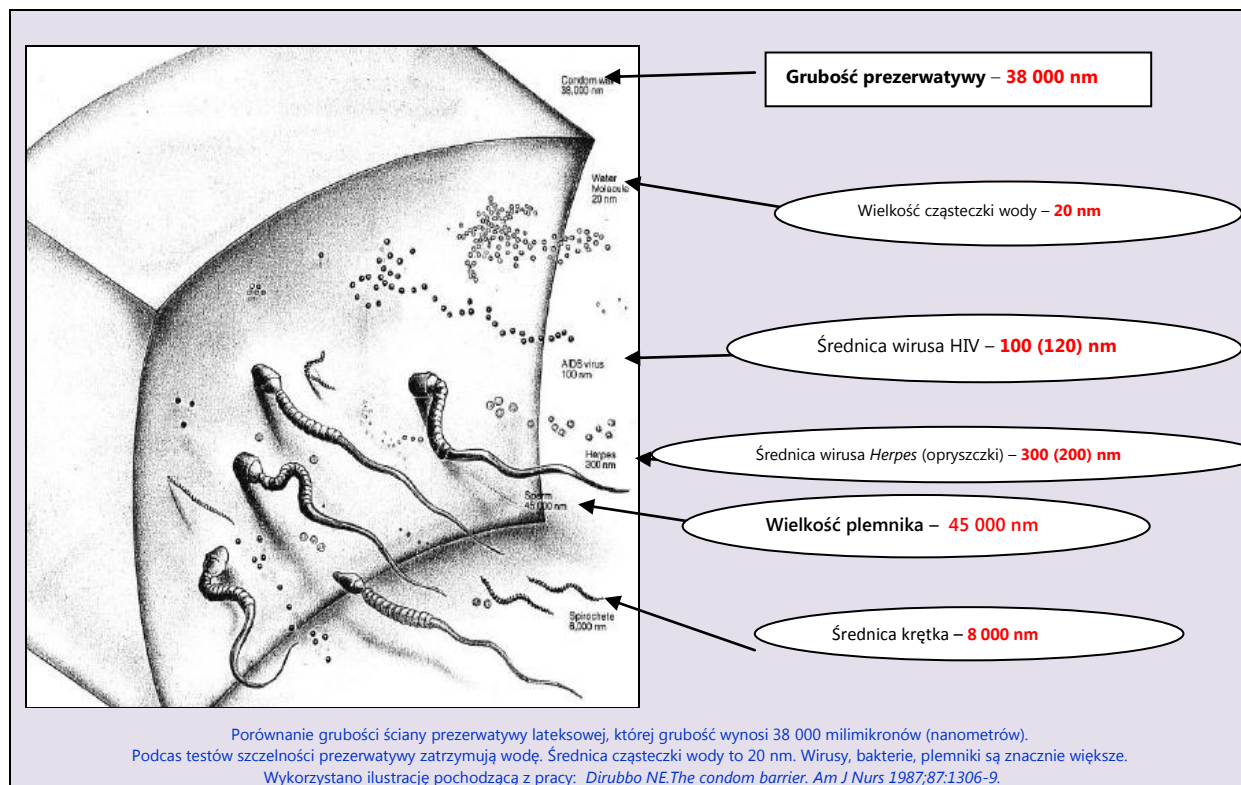 Condom wall
38,000 nm
Grubość prezerwatywy – 38 000 nm
Water
Molecule
20 nm
Wielkość cząsteczki wody – 20 nm
AIDS virus
100 nm
Średnica wirusa HIV – 100 (120) nm
Herpes
300 nm
Średnica wirusa Herpes (opryszczki) – 300 (200) nm
Sperm
45,000 nm
Wielkość plemnika – 45 000 nm
Spirochete
8,000 nm
Średnica krętka – 8 000 nm
Porównanie grubości ściany prezerwatywy lateksowej, której grubość wynosi 38 000 milimikronów (nanometrów).
Podczas testów szczelności prezerwatywy zatrzymują wodę. Średnica cząsteczki wody to 20 nm. Wirusy, bakterie, plemniki są znacznie większe.
Wykorzystano ilustrację pochodzącą z pracy: Dirubbo NE.The condom barrier. Am J Nurs 1987;87:1306-9.